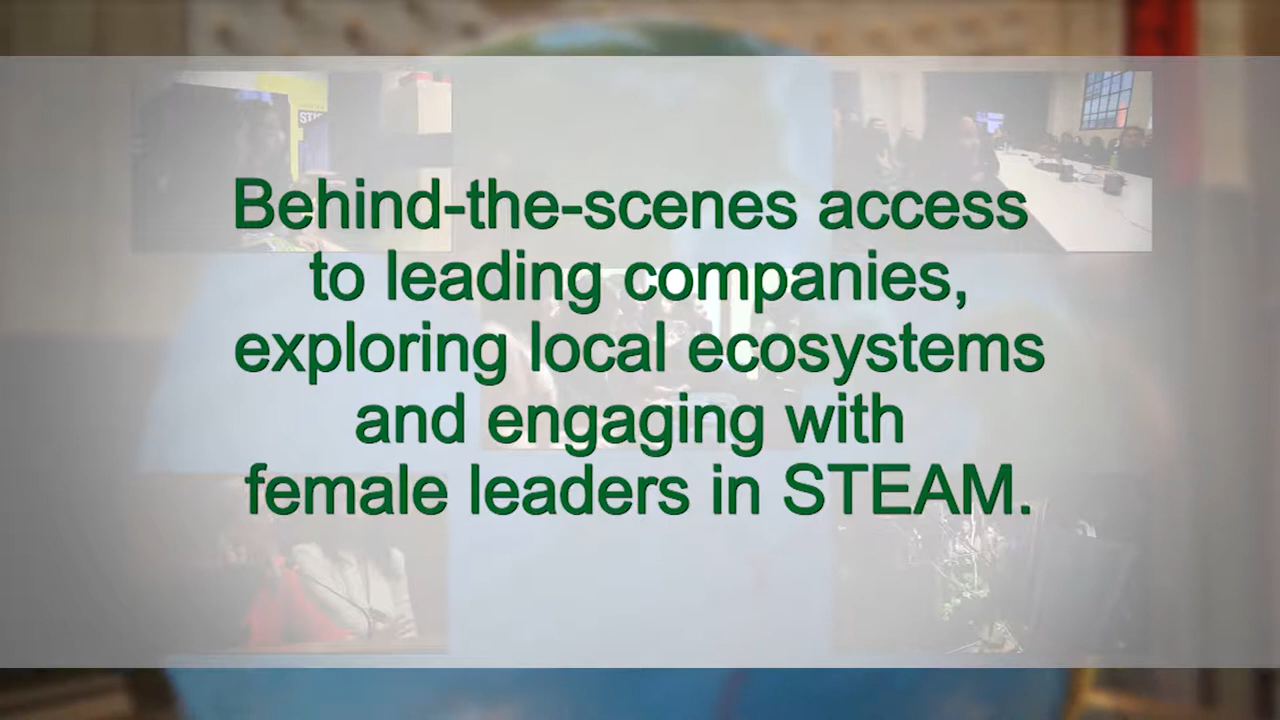 Behind-the-scenes access
to leading companies,
exploring local ecosystems
and engaging with
female leaders in STEAM.